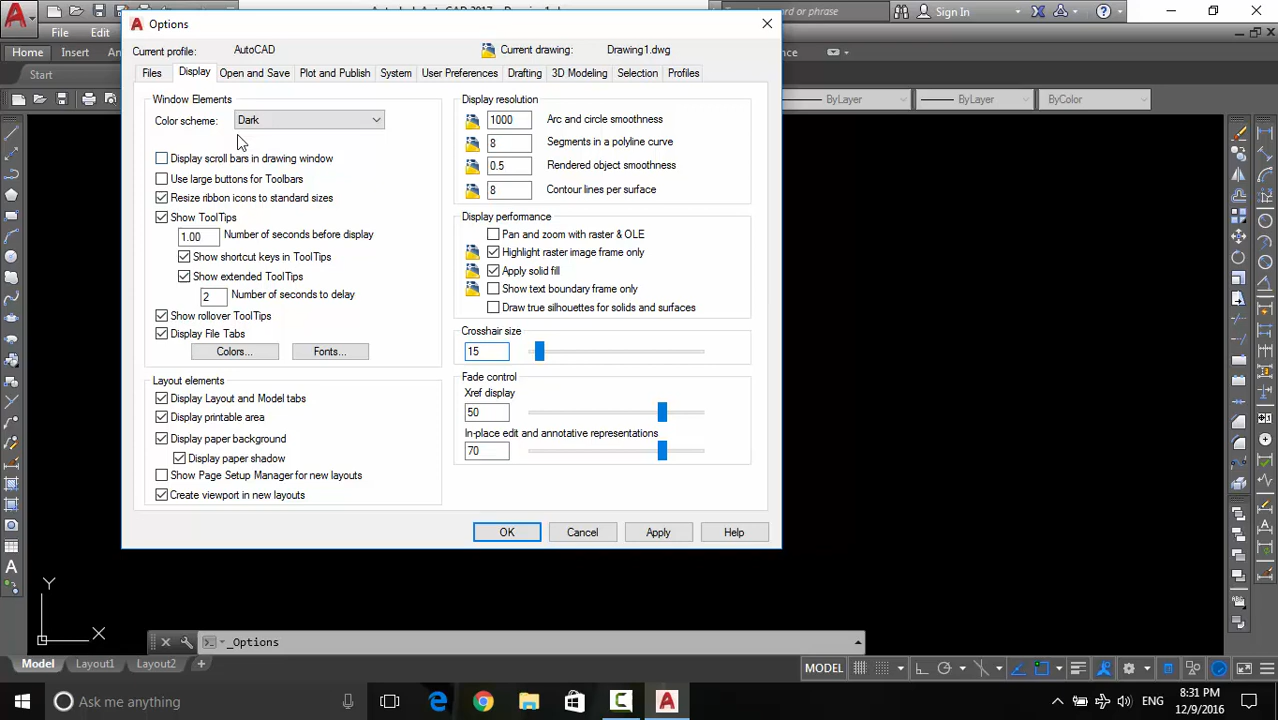 Options
or phrase
Sign In
File
Edit
Current profile:
AutoCAD
Current drawing:
Drawing1.dwg
Home
Insert
Start
Files
Display
Open and Save
Plot and Publish
System
User Preferences
Drafting
3D Modeling
Selection
Profiles
Window Elements
Color scheme:
Dark
Display scroll bars in drawing window
Use large buttons for Toolbars
Resize ribbon icons to standard sizes
Show ToolTips
1.00 Number of seconds before display
Show shortcut keys in ToolTips
Show extended ToolTips
2 Number of seconds to delay
Show rollover ToolTips
Display File Tabs
Colors...
Fonts...
Layout elements
Display Layout and Model tabs
Display printable area
Display paper background
Display paper shadow
Show Page Setup Manager for new layouts
Create viewport in new layouts
Display resolution
1000 Arc and circle smoothness
8 Segments in a polyline curve
0.5 Rendered object smoothness
8 Contour lines per surface
Display performance
Pan and zoom with raster & OLE
Highlight raster image frame only
Apply solid fill
Show text boundary frame only
Draw true silhouettes for solids and surfaces
Crosshair size
15
Fade control
Xref display
50
In-place edit and annotative representations
70
OK
Cancel
Apply
Help
ByLayer
ByLayer
ByColor
Y
X
_Options
Model
Layout1
Layout2
MODEL
Ask me anything
ENG
8:31 PM
12/9/2016